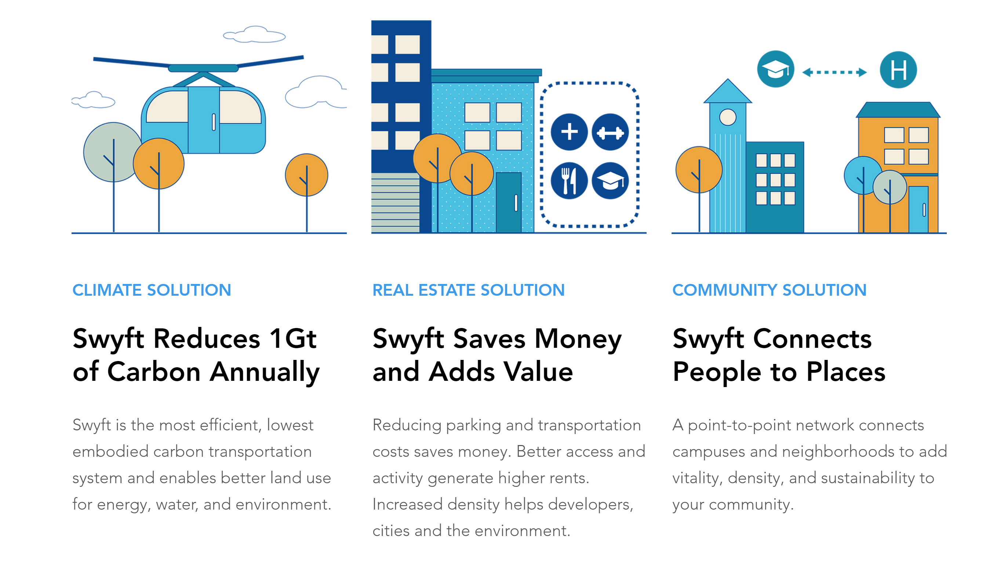 H
CLIMATE SOLUTION
Swyft Reduces 1Gt
of Carbon Annually
Swyft is the most efficient, lowest
embodied carbon transportation
system and enables better land use
for energy, water, and environment.
REAL ESTATE SOLUTION
Swyft Saves Money
and Adds Value
Reducing parking and transportation
costs saves money. Better access and
activity generate higher rents.
Increased density helps developers,
cities and the environment.
COMMUNITY SOLUTION
Swyft Connects
People to Places
A point-to-point network connects
campuses and neighborhoods to add
vitality, density, and sustainability to
your community.